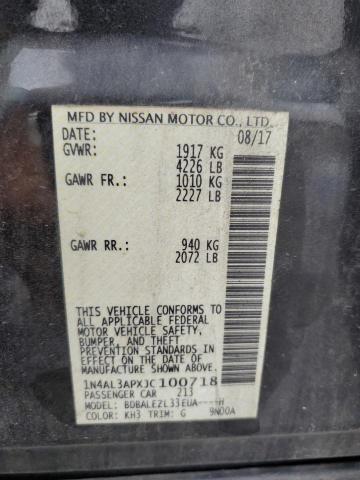 MFD BY NISSAN MOTOR CO., LTD.
DATE: 08/17
GVWR: 1917 KG
4226 LB
GAWR FR.: 1010 KG
2227 LB
GAWR RR.: 940 KG
2072 LB
THIS VEHICLE CONFORMS TO
ALL APPLICABLE FEDERAL
MOTOR VEHICLE SAFETY,
BUMPER, AND THEFT
PREVENTION STANDARDS IN
EFFECT ON THE DATE OF
MANUFACTURE SHOWN ABOVE.
1N4AL3APXJC100718
PASSENGER CAR 213
MODEL: BDBALEZL33EUA----H
COLOR: KH3 TRIM: G 9N00A